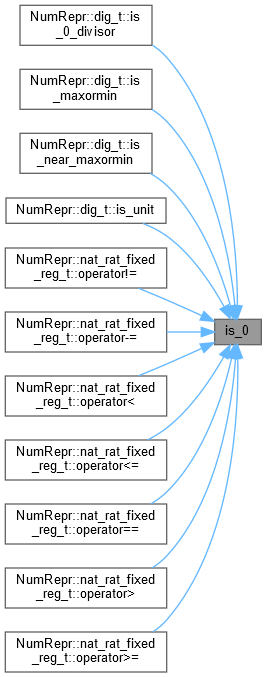 NumRepr::dig_t::is
_0_divisor
NumRepr::dig_t::is
_maxormin
NumRepr::dig_t::is
_near_maxormin
NumRepr::dig_t::is_unit
NumRepr::nat_rat_fixed
_reg_t::operator!=
NumRepr::nat_rat_fixed
_reg_t::operator-=
is_0
NumRepr::nat_rat_fixed
_reg_t::operator<
NumRepr::nat_rat_fixed
_reg_t::operator<=
NumRepr::nat_rat_fixed
_reg_t::operator==
NumRepr::nat_rat_fixed
_reg_t::operator>
NumRepr::nat_rat_fixed
_reg_t::operator>=